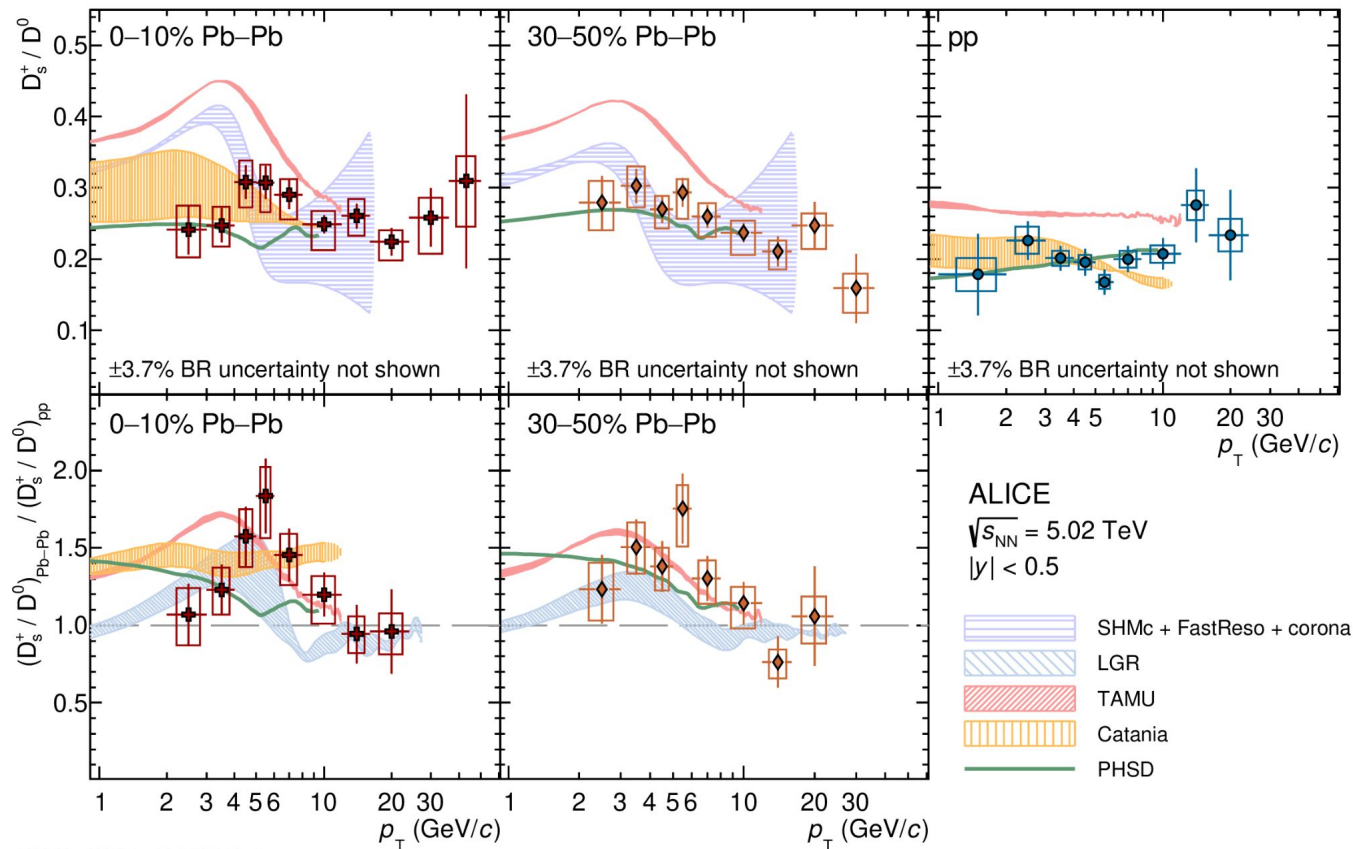 D_s^+ / D^0
0.5
0.4
0.3
0.2
0.1
0–10% Pb–Pb
±3.7% BR uncertainty not shown
30–50% Pb–Pb
±3.7% BR uncertainty not shown
pp
±3.7% BR uncertainty not shown
1 2 3 4 5 10 20 30
p_T (GeV/c)
(D_s^+ / D^0)_Pb–Pb / (D_s^+ / D^0)_pp
2.0
1.5
1.0
0.5
0–10% Pb–Pb
1 2 3 4 5 6 10 20 30
p_T (GeV/c)
30–50% Pb–Pb
1 2 3 4 5 6 10 20 30
p_T (GeV/c)
ALICE
√s_NN = 5.02 TeV
|y| < 0.5
SHMc + FastReso + corona
LGR
TAMU
Catania
PHSD